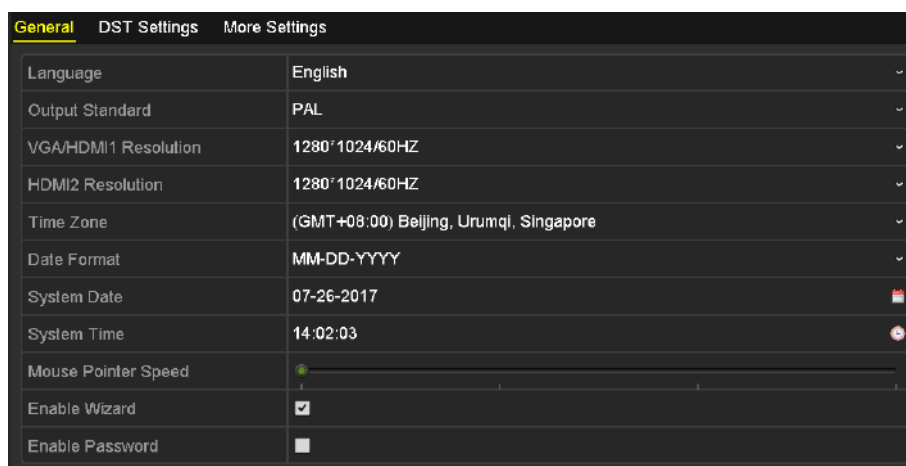 General DST Settings More Settings
Language English
Output Standard PAL
VGA/HDMI1 Resolution 1280*1024/60HZ
HDMI2 Resolution 1280*1024/60HZ
Time Zone (GMT+08:00) Beijing, Urumqi, Singapore
Date Format MM-DD-YYYY
System Date 07-26-2017
System Time 14:02:03
Mouse Pointer Speed
Enable Wizard
Enable Password